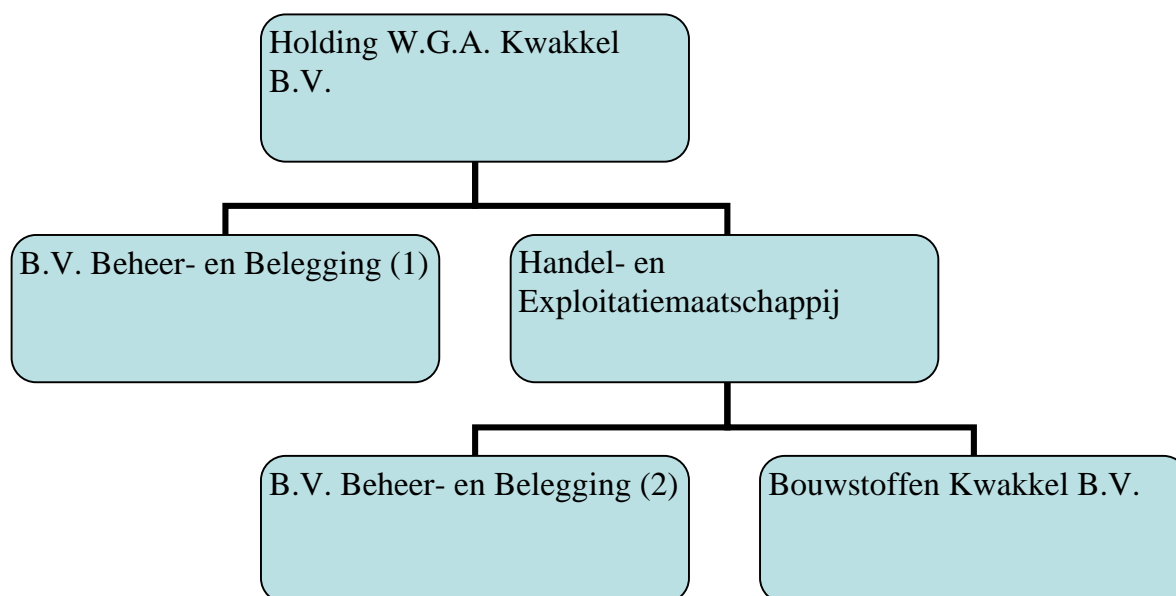 Holding W.G.A. Kwakkel
B.V.
B.V. Beheer- en Belegging (1)
Handel- en
Exploitatiemaatschappij
B.V. Beheer- en Belegging (2)
Bouwstoffen Kwakkel B.V.